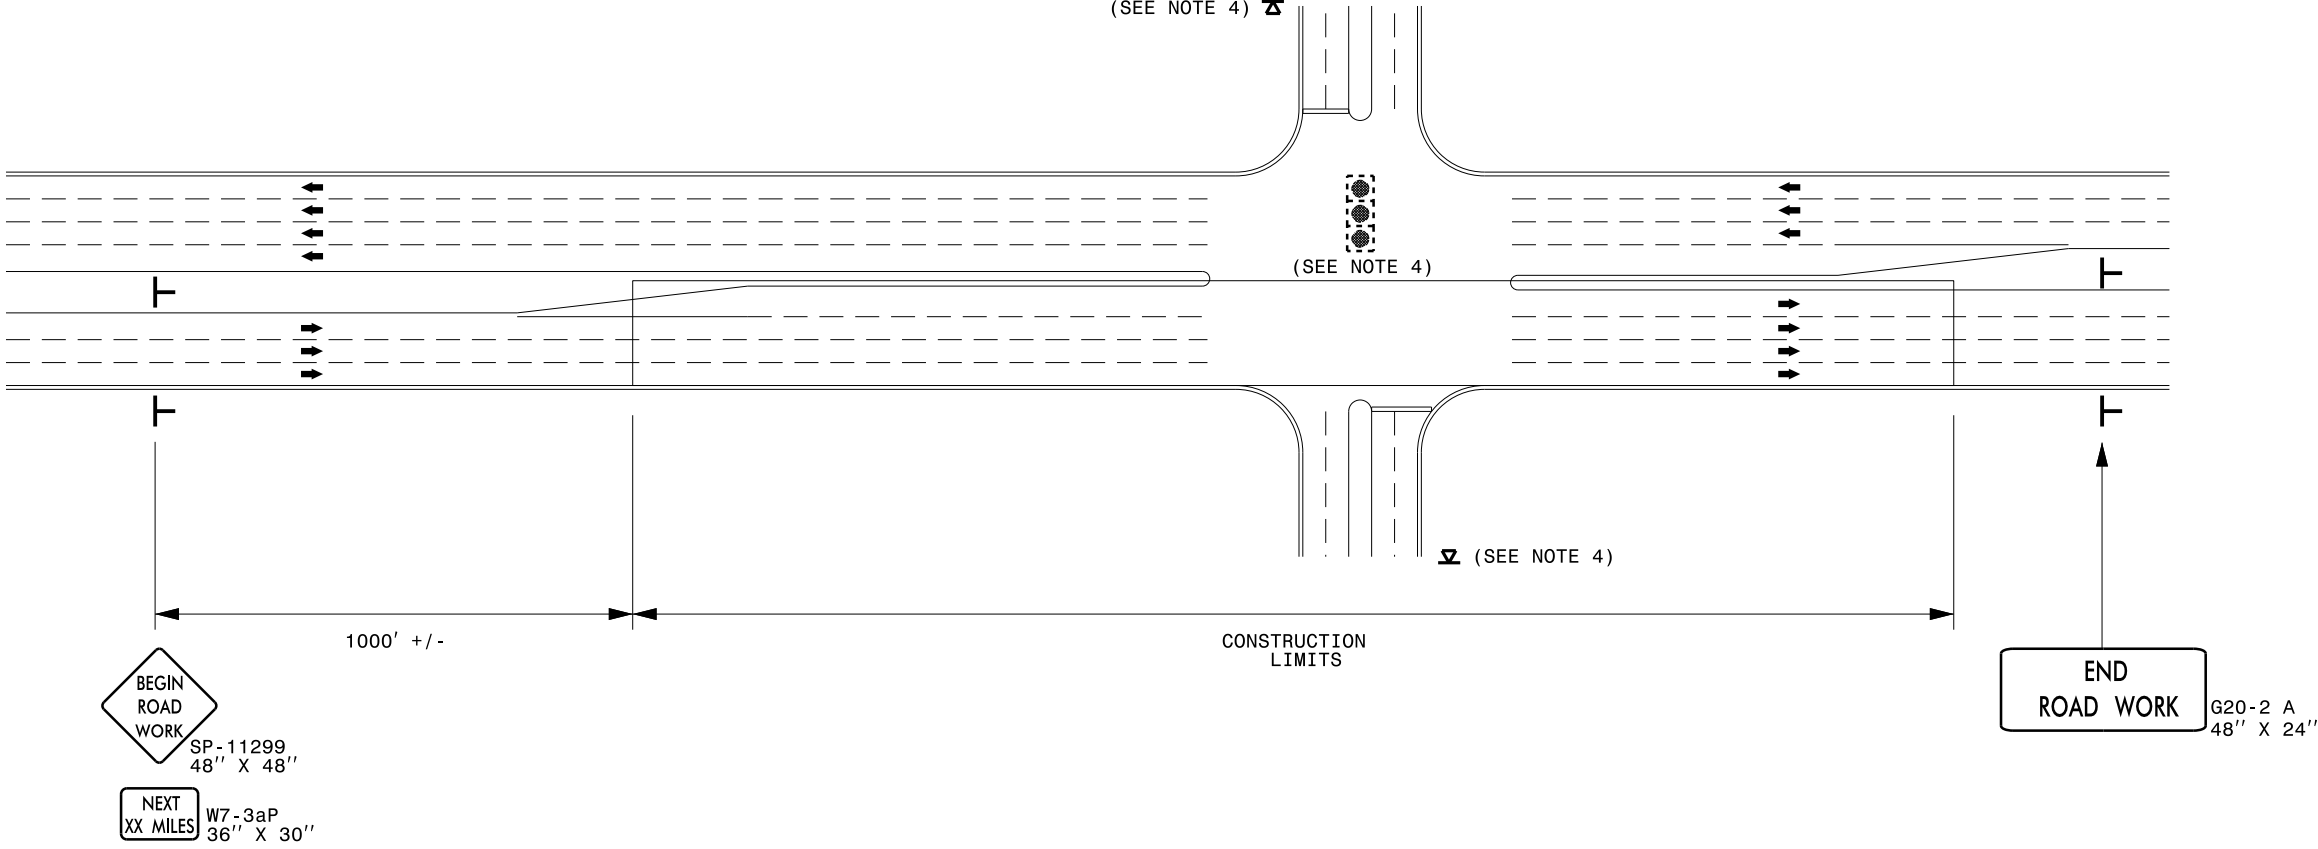 (SEE NOTE 4)
(SEE NOTE 4)
(SEE NOTE 4)
1000' +/-
CONSTRUCTION
LIMITS
BEGIN
ROAD
WORK
SP-11299
48'' X 48''
NEXT
XX MILES
W7-3aP
36'' X 30''
END
ROAD WORK
G20-2 A
48'' X 24''